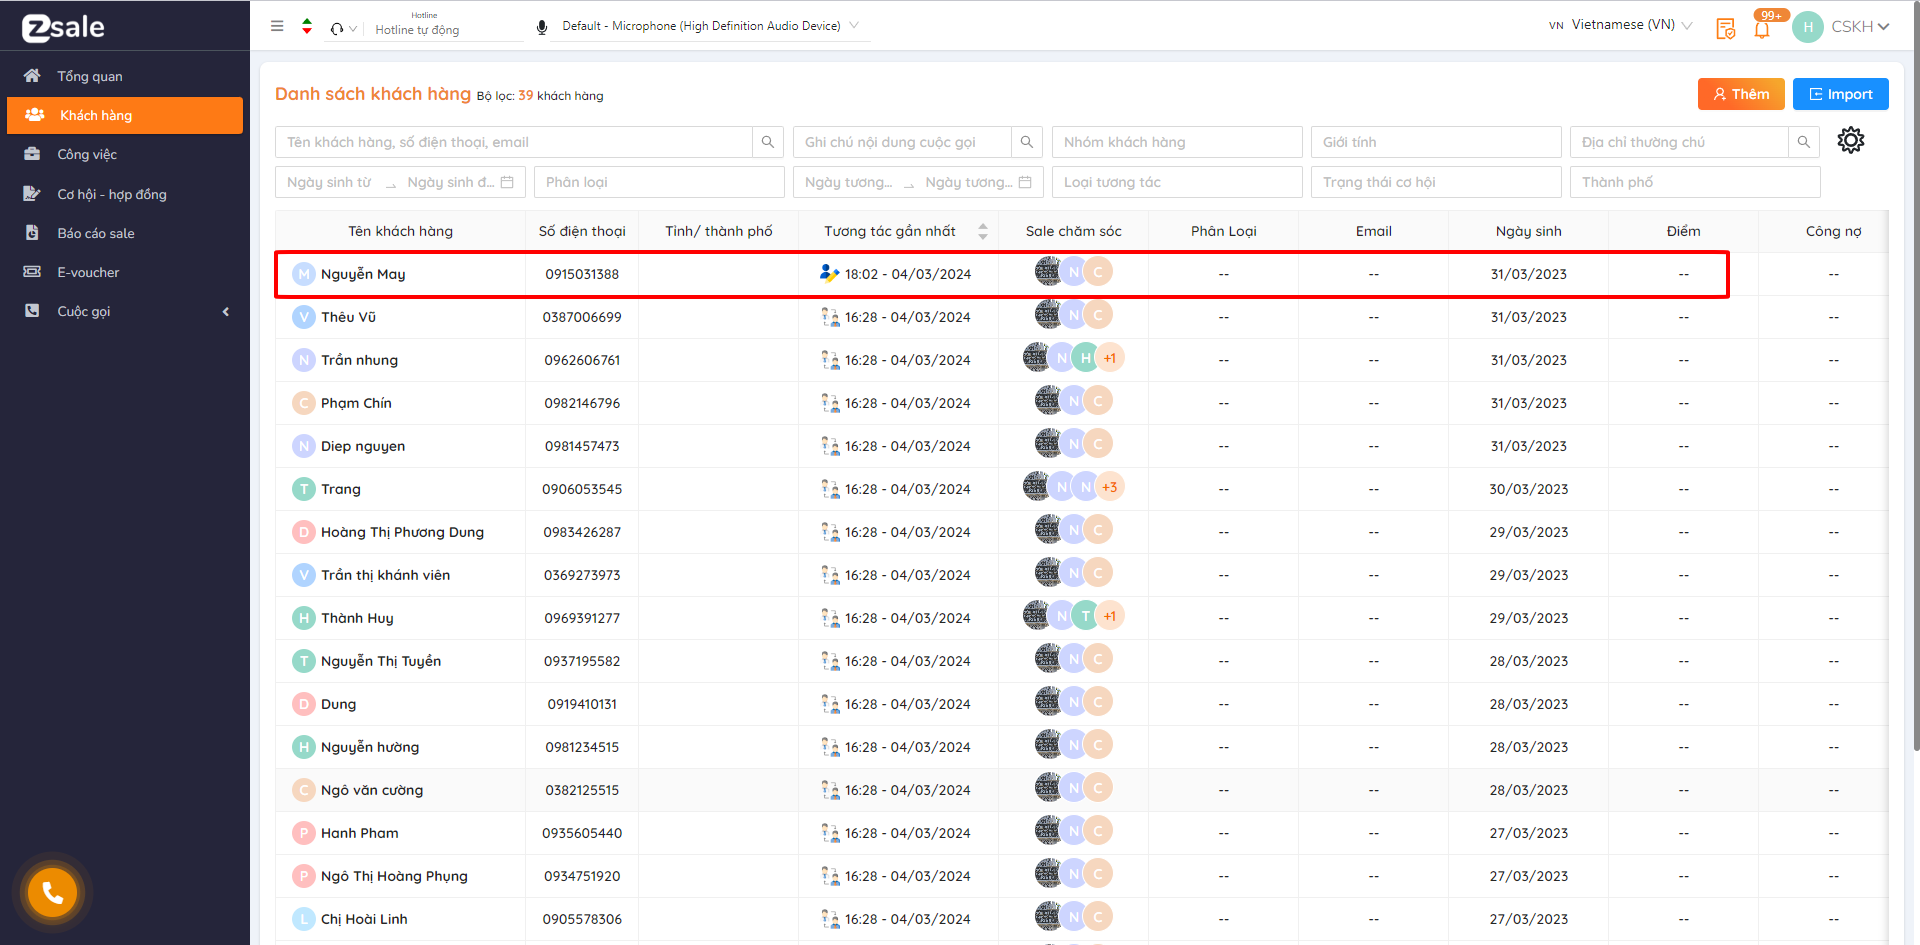 zsale
Hotline
Hotline tự động
Default - Microphone (High Definition Audio Device)
VN Vietnamese (VN)
99+
H
CSKH
Tổng quan
Khách hàng
Công việc
Cơ hội - hợp đồng
Báo cáo sale
E-voucher
Cuộc gọi
Danh sách khách hàng Bộ lọc: 39 khách hàng
Thêm
Import
Tên khách hàng, số điện thoại, email
Ghi chú nội dung cuộc gọi
Nhóm khách hàng
Giới tính
Địa chỉ thường chú
Ngày sinh từ → Ngày sinh đ...
Phân loại
Ngày tương... → Ngày tương...
Loại tương tác
Trạng thái cơ hội
Thành phố
Tên khách hàng Số điện thoại Tỉnh/ thành phố Tương tác gần nhất Sale chăm sóc Phân Loại Email Ngày sinh Điểm Công nợ
M Nguyễn May 0915031388 18:02 - 04/03/2024 N C -- -- 31/03/2023 -- --
V Thêu Vũ 0387006699 16:28 - 04/03/2024 N C -- -- 31/03/2023 -- --
N Trần nhung 0962606761 16:28 - 04/03/2024 N H +1 -- -- 31/03/2023 -- --
C Phạm Chín 0982146796 16:28 - 04/03/2024 N C -- -- 31/03/2023 -- --
N Diep nguyen 0981457473 16:28 - 04/03/2024 N C -- -- 31/03/2023 -- --
T Trang 0906053545 16:28 - 04/03/2024 N N +3 -- -- 30/03/2023 -- --
D Hoàng Thị Phương Dung 0983426287 16:28 - 04/03/2024 N C -- -- 29/03/2023 -- --
V Trần thị khánh viên 0369273973 16:28 - 04/03/2024 N C -- -- 29/03/2023 -- --
H Thành Huy 0969391277 16:28 - 04/03/2024 N T +1 -- -- 29/03/2023 -- --
T Nguyễn Thị Tuyển 0937195582 16:28 - 04/03/2024 N C -- -- 28/03/2023 -- --
D Dung 0919410131 16:28 - 04/03/2024 N C -- -- 28/03/2023 -- --
H Nguyễn hường 0981234515 16:28 - 04/03/2024 N C -- -- 28/03/2023 -- --
C Ngô văn cường 0382125515 16:28 - 04/03/2024 N C -- -- 28/03/2023 -- --
P Hanh Pham 0935605440 16:28 - 04/03/2024 N C -- -- 27/03/2023 -- --
P Ngô Thị Hoàng Phụng 0934751920 16:28 - 04/03/2024 N C -- -- 27/03/2023 -- --
L Chị Hoài Linh 0905578306 16:28 - 04/03/2024 N C -- -- 27/03/2023 -- --